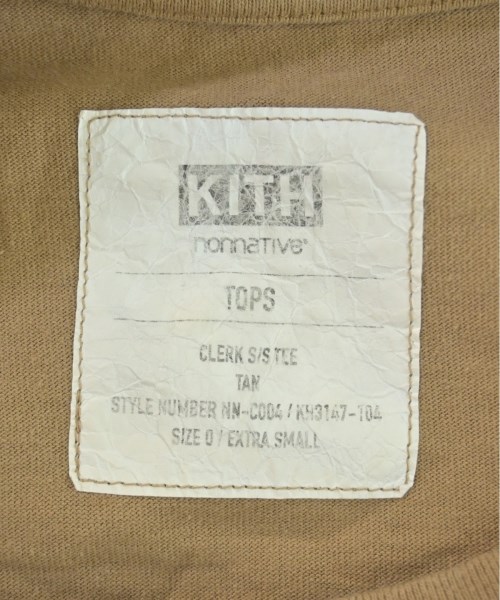 KITH
nonnative
TOPS
CLERK S/S TEE
TAN
STYLE NUMBER NN-C004 / KH3147-104
SIZE 0 / EXTRA SMALL